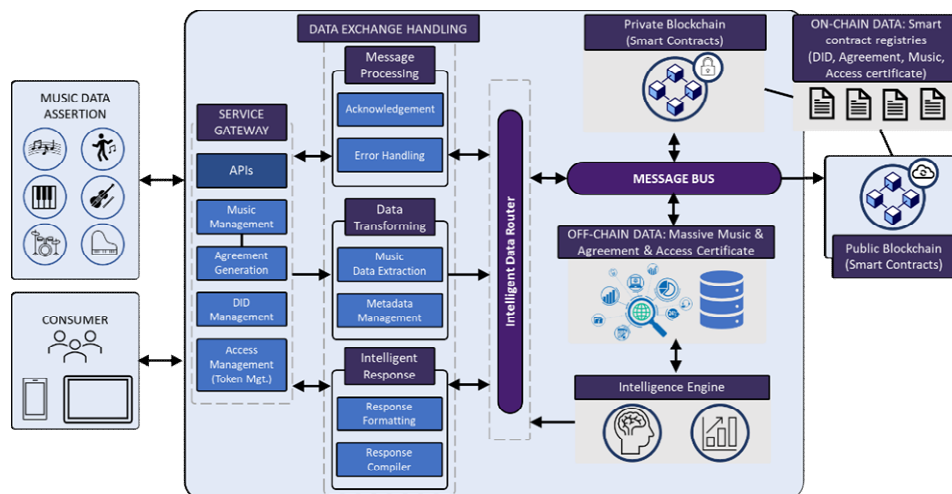 MUSIC DATA
ASSERTION
CONSUMER
SERVICE
GATEWAY
APIs
Music
Management
Agreement
Generation
DID
Management
Access
Management
(Token Mgt.)
DATA EXCHANGE HANDLING
Message
Processing
Acknowledgement
Error Handling
Data
Transforming
Music
Data Extraction
Metadata
Management
Intelligent
Response
Response
Formatting
Response
Compiler
Intelligent Data Router
Private Blockchain
(Smart Contracts)
MESSAGE BUS
OFF-CHAIN DATA: Massive Music &
Agreement & Access Certificate
Intelligence Engine
ON-CHAIN DATA: Smart
contract registries
(DID, Agreement, Music,
Access certificate)
Public Blockchain
(Smart Contracts)